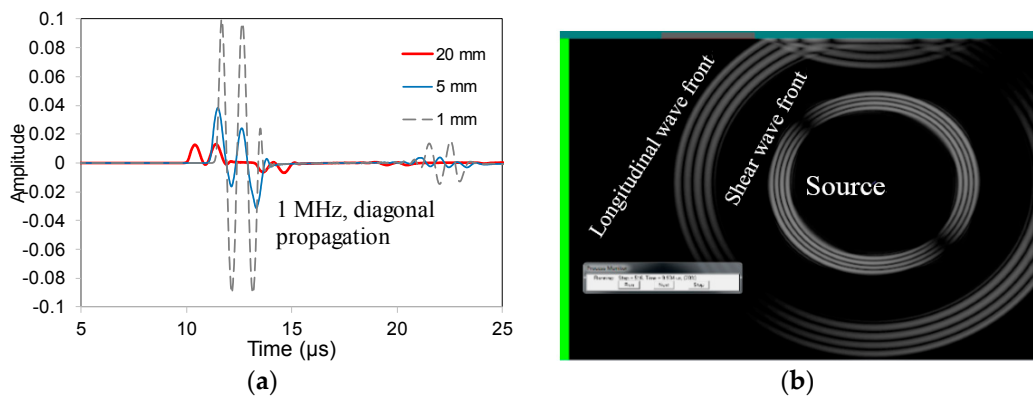 0.1
0.08
0.06
0.04
0.02
0
-0.02
-0.04
-0.06
-0.08
-0.1
Amplitude
20 mm
5 mm
1 mm
1 MHz, diagonal
propagation
5
10
15
20
25
Time (μs)
(a)
Longitudinal wave front
Shear wave front
Source
Run
Stop
(b)